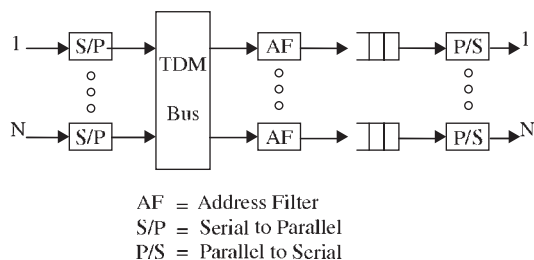 1 S/P TDM AF P/S 1
Bus
N S/P AF P/S N
AF = Address Filter
S/P = Serial to Parallel
P/S = Parallel to Serial